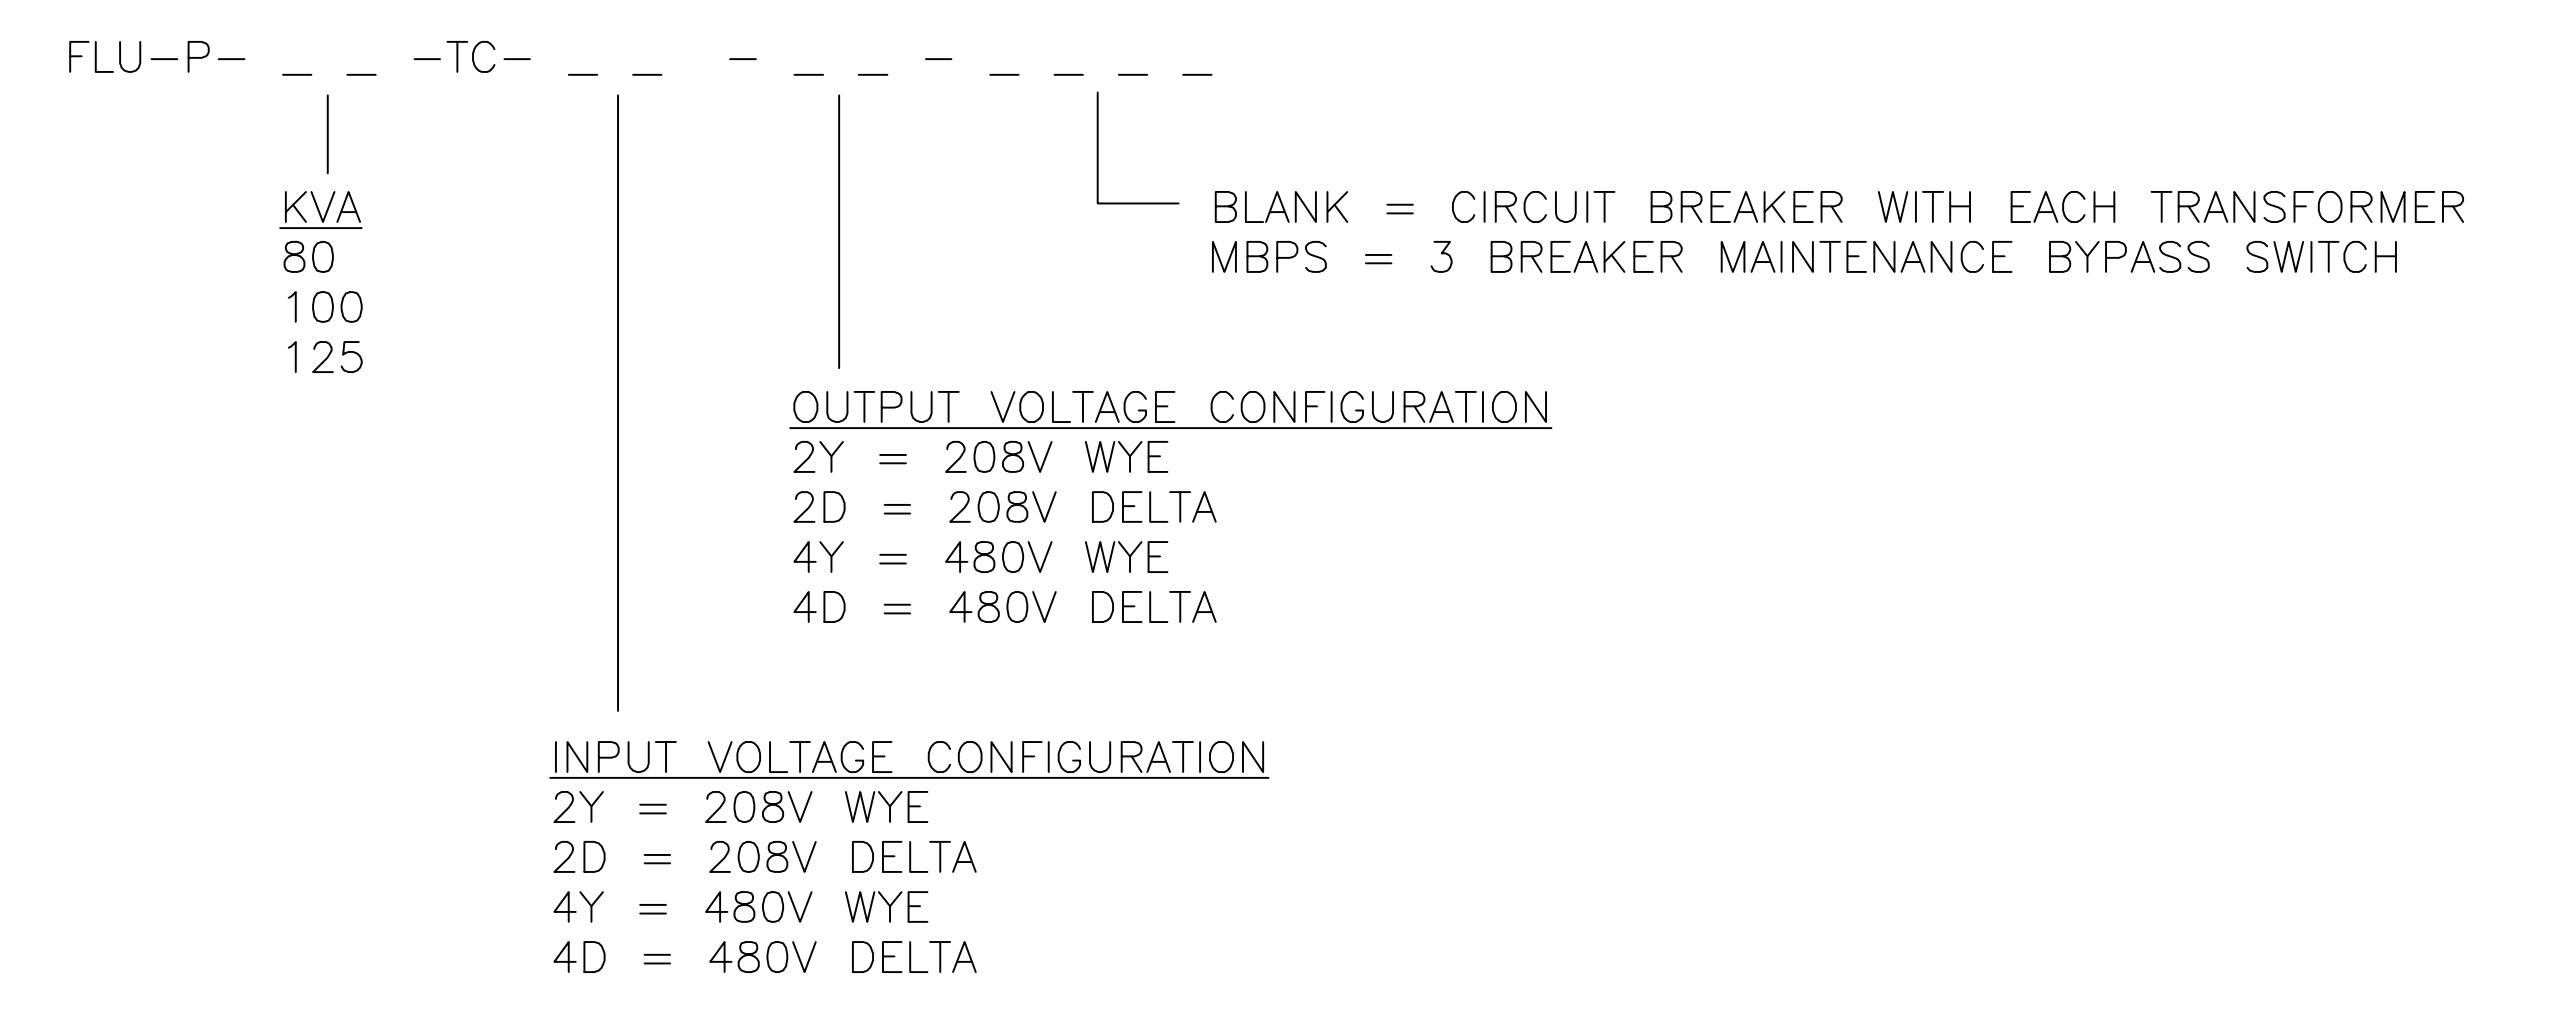 FLU-P- _ _ -TC- _ _ - _ _ - _ _ _ _
KVA
80
100
125
BLANK = CIRCUIT BREAKER WITH EACH TRANSFORMER
MBPS = 3 BREAKER MAINTENANCE BYPASS SWITCH
OUTPUT VOLTAGE CONFIGURATION
2Y = 208V WYE
2D = 208V DELTA
4Y = 480V WYE
4D = 480V DELTA
INPUT VOLTAGE CONFIGURATION
2Y = 208V WYE
2D = 208V DELTA
4Y = 480V WYE
4D = 480V DELTA